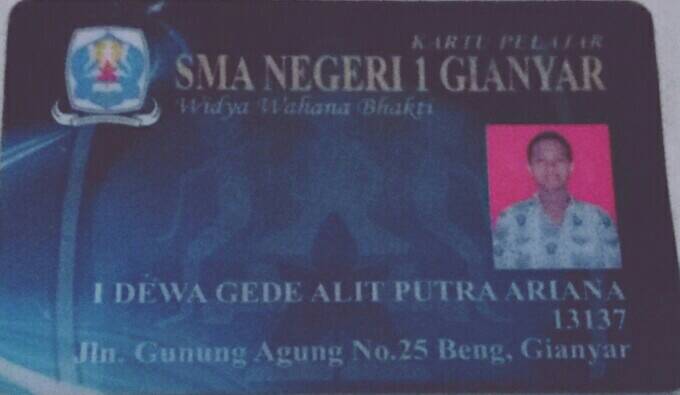 KARTU PELAJAR
SMA NEGERI 1 GIANYAR
Widya Wahana Bhakti
I DEWA GEDE ALIT PUTRA ARIANA
13137
Jln. Gunung Agung No.25 Beng, Gianyar